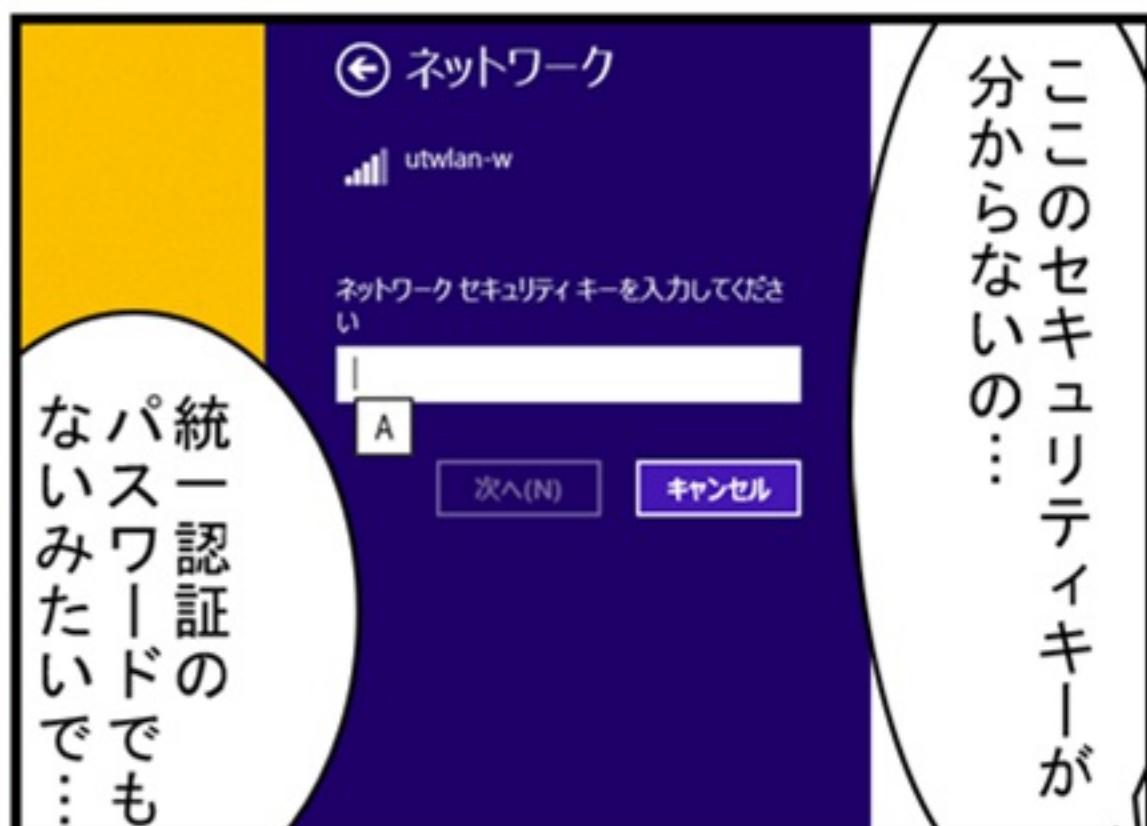 ここのセキュリティキーが
分からないの…
ネットワーク
utwlan-w
ネットワーク セキュリティ キーを入力してくださ
い
A
次へ(N)
キャンセル
統一認証の
パスワードでも
ないみたいで…